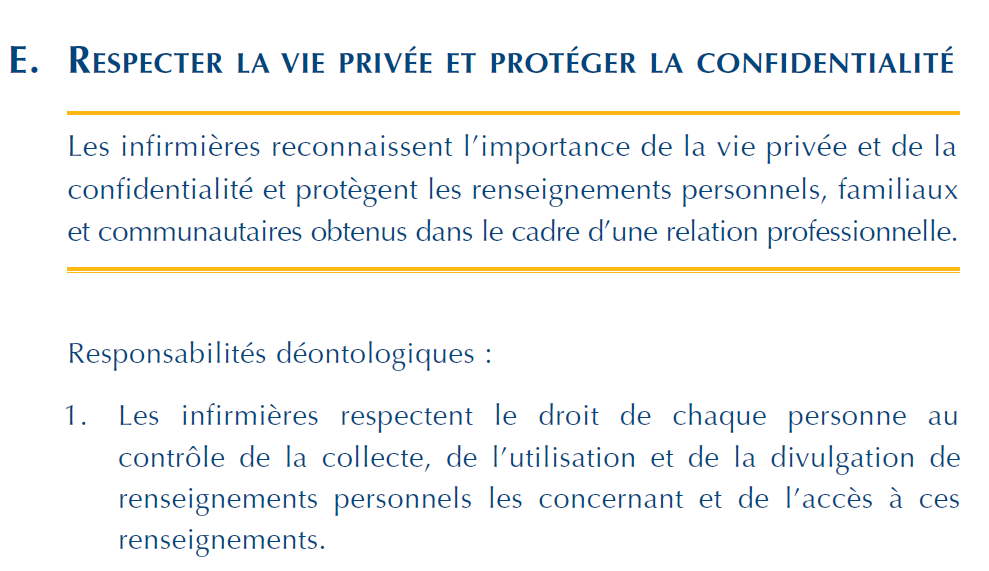 E. Respecter la vie privée et protéger la confidentialité
Les infirmières reconnaissent l’importance de la vie privée et de la
confidentialité et protègent les renseignements personnels, familiaux
et communautaires obtenus dans le cadre d’une relation professionnelle.
Responsabilités déontologiques :
1. Les infirmières respectent le droit de chaque personne au
contrôle de la collecte, de l’utilisation et de la divulgation de
renseignements personnels les concernant et de l’accès à ces
renseignements.